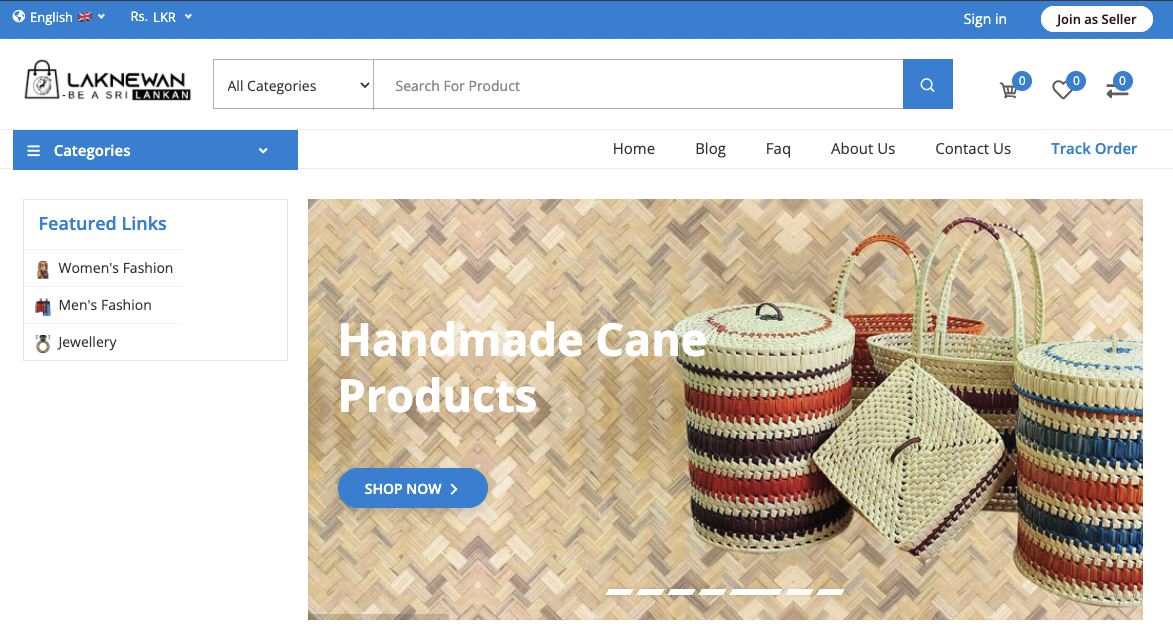 English
Rs. LKR
Sign in
Join as Seller
LAKNEWAN
-BE A SRI LANKAN
All Categories
Search For Product
0
0
0
Categories
Home
Blog
Faq
About Us
Contact Us
Track Order
Featured Links
Women's Fashion
Men's Fashion
Jewellery
Handmade Cane
Products
SHOP NOW